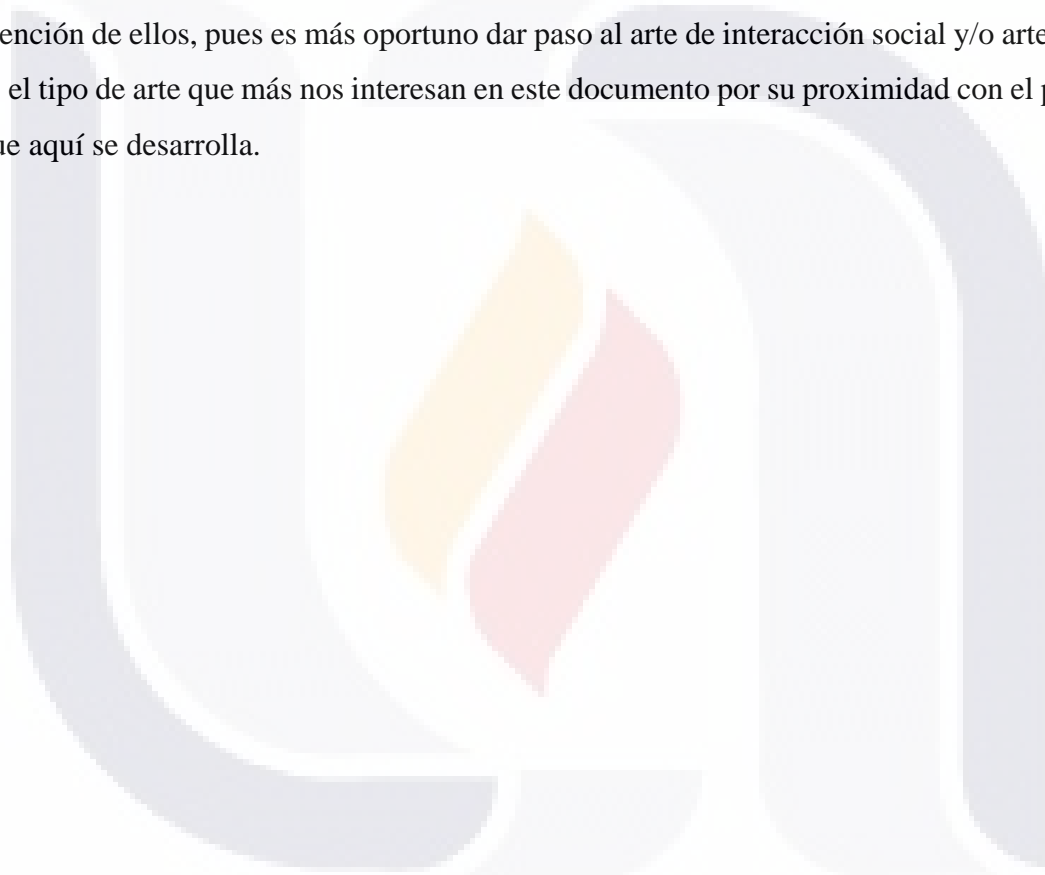 ención de ellos, pues es más oportuno dar paso al arte de interacción social y/o arte
el tipo de arte que más nos interesan en este documento por su proximidad con el p
ue aquí se desarrolla.